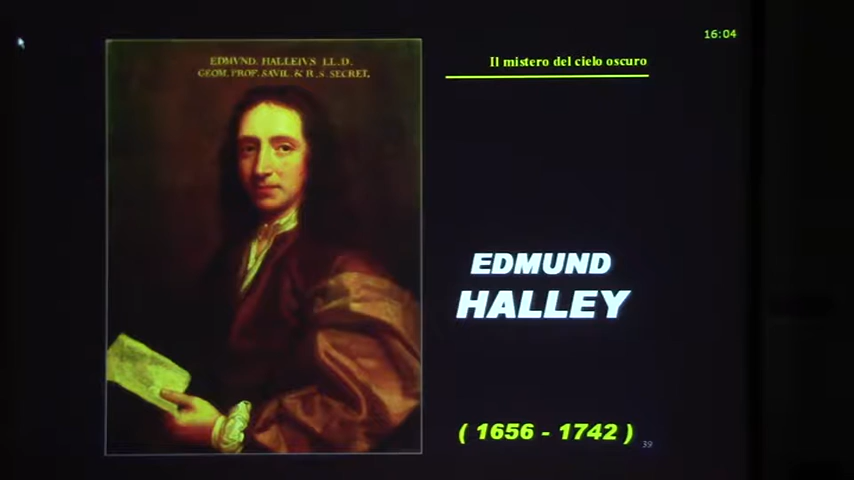 16:04
EDMVND. HALLEIVS LL.D.
GEOM. PROF. SAVIL. & R.S. SECRET.
Il mistero del cielo oscuro
EDMUND
HALLEY
( 1656 - 1742 )
39